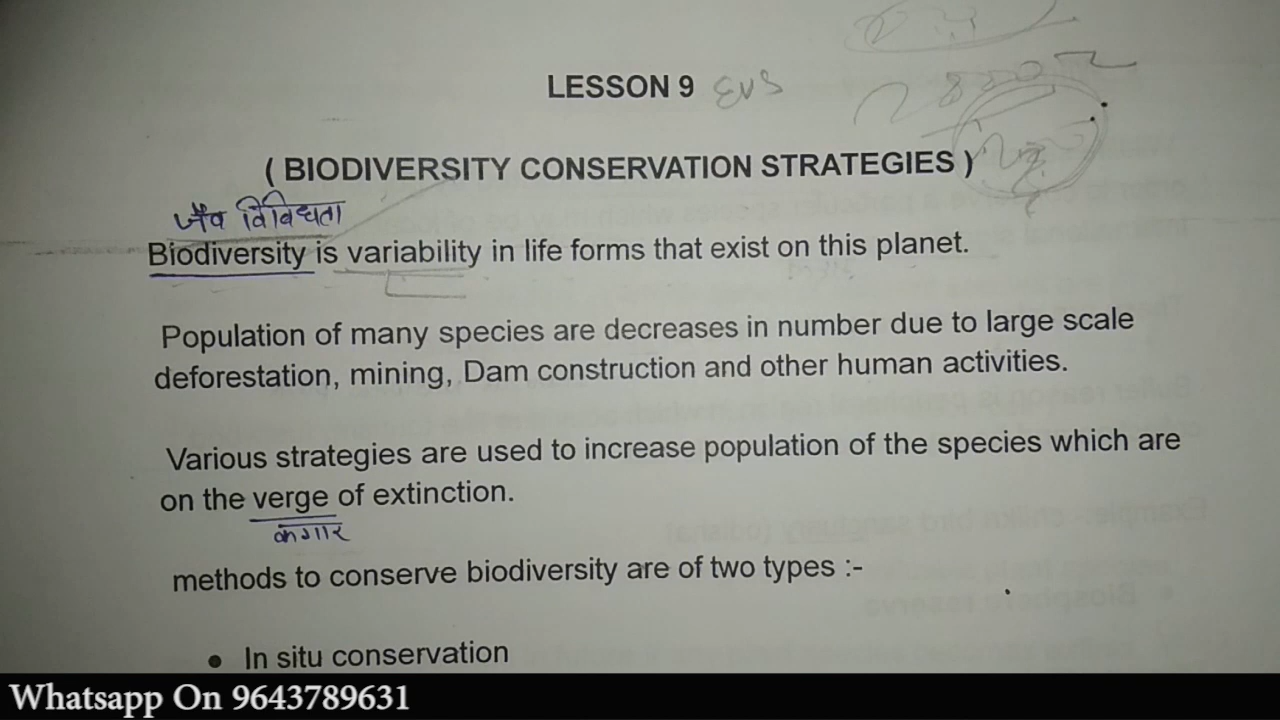 LESSON 9 EVS
( BIODIVERSITY CONSERVATION STRATEGIES )
जैव विविधता
Biodiversity is variability in life forms that exist on this planet.
Population of many species are decreases in number due to large scale
deforestation, mining, Dam construction and other human activities.
Various strategies are used to increase population of the species which are
on the verge of extinction.
कगार
methods to conserve biodiversity are of two types :-
• In situ conservation
Whatsapp On 9643789631